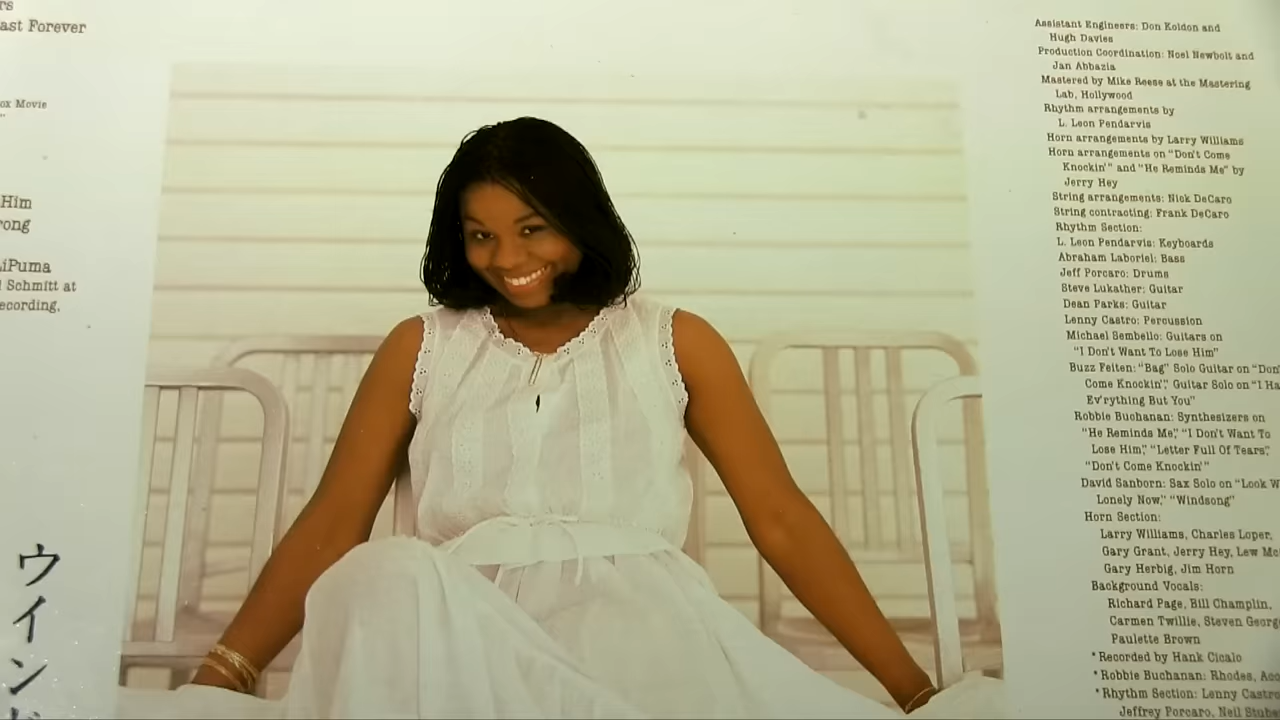 rs
ast Forever
ox Movie
"
Him
rong
LiPuma
l Schmitt at
ecording,
ウインド
Assistant Engineers: Don Koldon and
Hugh Davies
Production Coordination: Noel Newbolt and
Jan Abbazia
Mastered by Mike Reese at the Mastering
Lab, Hollywood
Rhythm arrangements by
L. Leon Pendarvis
Horn arrangements by Larry Williams
Horn arrangements on "Don't Come
Knockin'" and "He Reminds Me" by
Jerry Hey
String arrangements: Nick DeCaro
String contracting: Frank DeCaro
Rhythm Section:
L. Leon Pendarvis: Keyboards
Abraham Laboriel: Bass
Jeff Porcaro: Drums
Steve Lukather: Guitar
Dean Parks: Guitar
Lenny Castro: Percussion
Michael Sembello: Guitars on
"I Don't Want To Lose Him"
Buzz Feiten: "Bag" Solo Guitar on "Don'
Come Knockin'," Guitar Solo on "I Ha
Ev'rything But You"
Robbie Buchanan: Synthesizers on
"He Reminds Me," "I Don't Want To
Lose Him," "Letter Full Of Tears,"
"Don't Come Knockin'"
David Sanborn: Sax Solo on "Look W
Lonely Now," "Windsong"
Horn Section:
Larry Williams, Charles Loper,
Gary Grant, Jerry Hey, Lew Mc
Gary Herbig, Jim Horn
Background Vocals:
Richard Page, Bill Champlin,
Carmen Twillie, Steven Georg
Paulette Brown
*Recorded by Hank Cicalo
*Robbie Buchanan: Rhodes, Aco
*Rhythm Section: Lenny Castro
Jeffrey Porcaro, Neil Stube